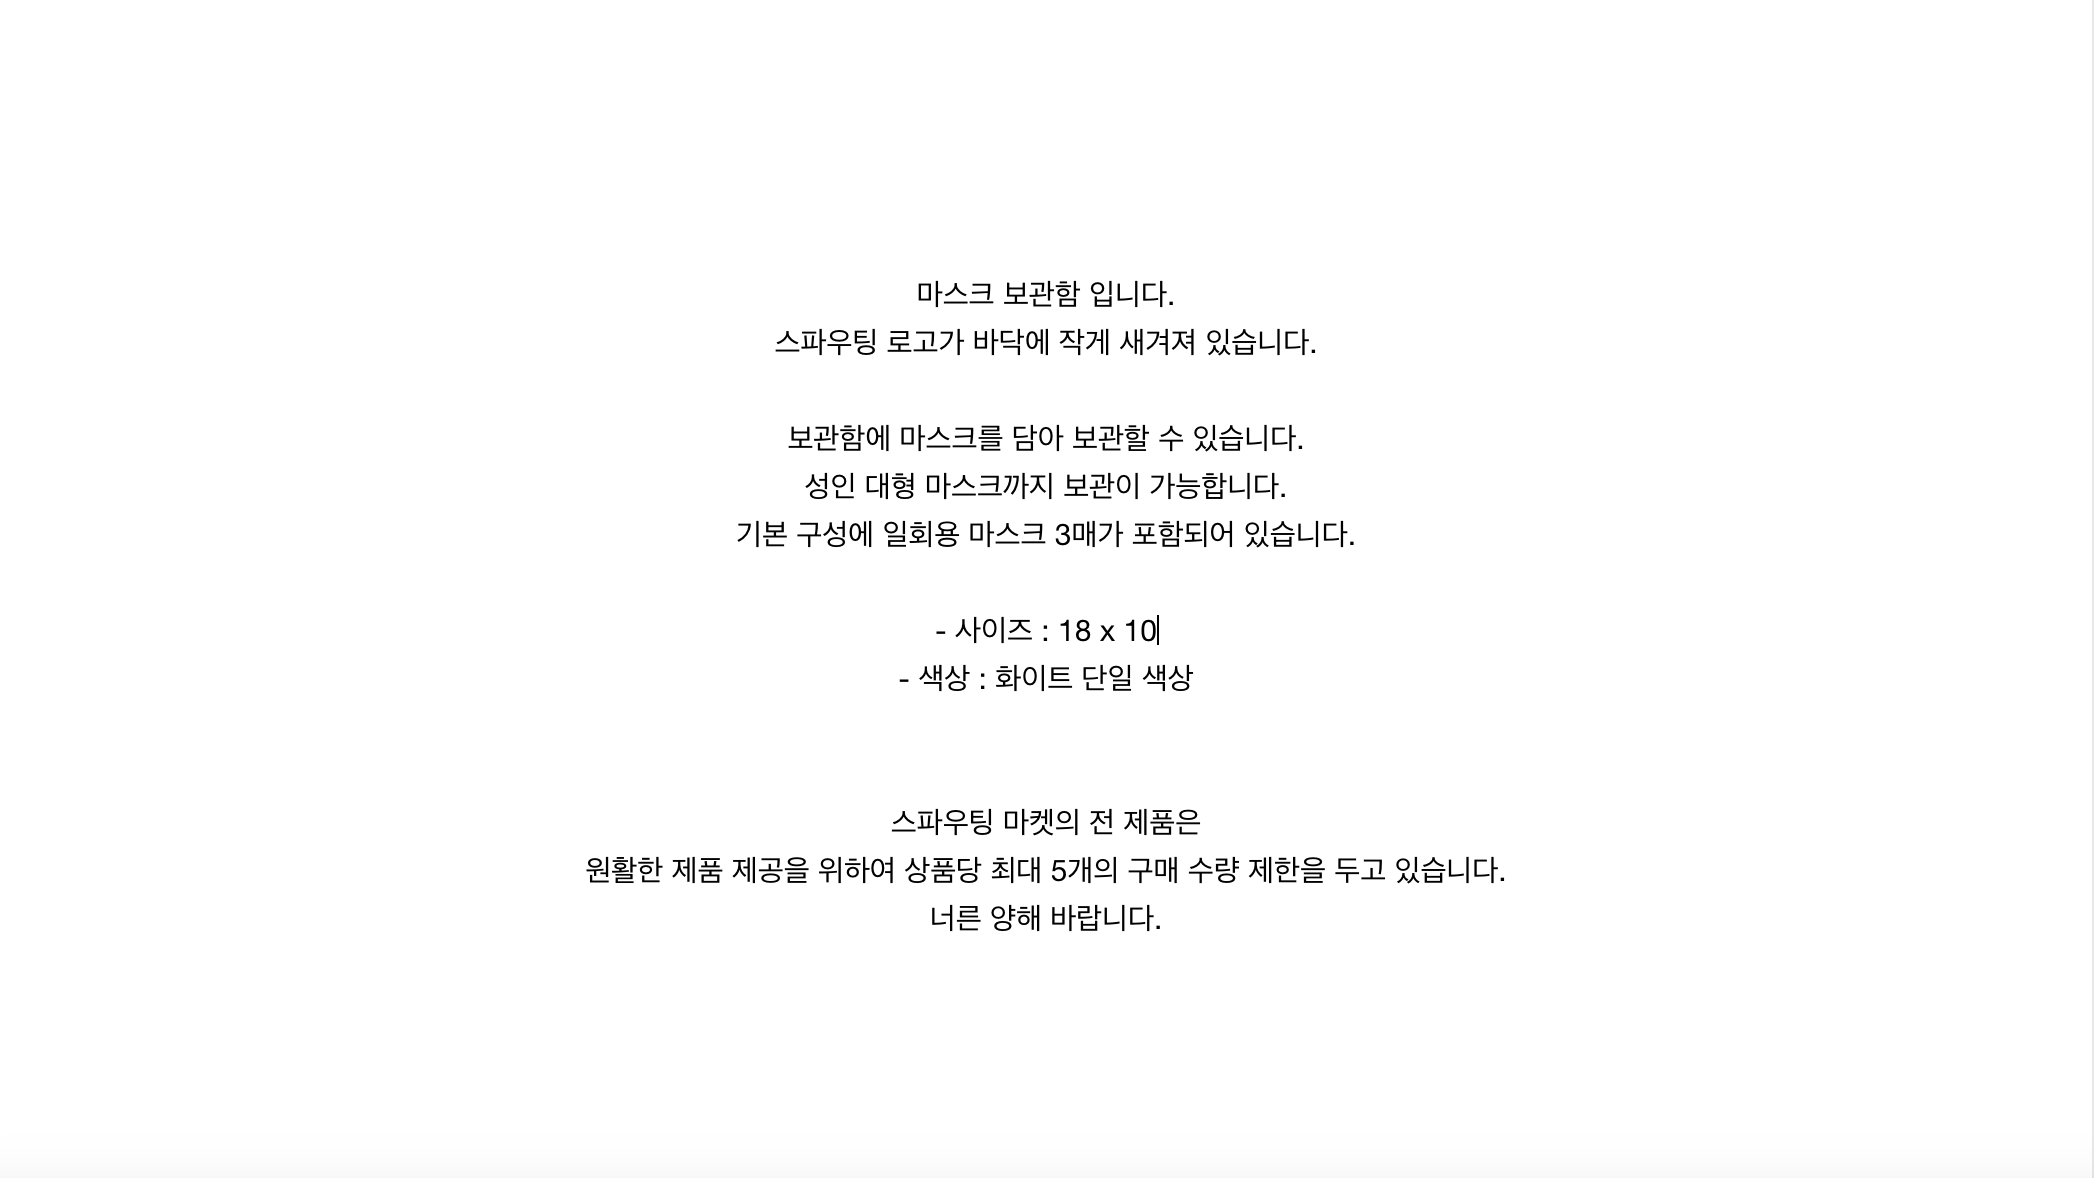 마스크 보관함 입니다.
스파우팅 로고가 바닥에 작게 새겨져 있습니다.
보관함에 마스크를 담아 보관할 수 있습니다.
성인 대형 마스크까지 보관이 가능합니다.
기본 구성에 일회용 마스크 3매가 포함되어 있습니다.
- 사이즈 : 18 x 10
- 색상 : 화이트 단일 색상
스파우팅 마켓의 전 제품은
원활한 제품 제공을 위하여 상품당 최대 5개의 구매 수량 제한을 두고 있습니다.
너른 양해 바랍니다.